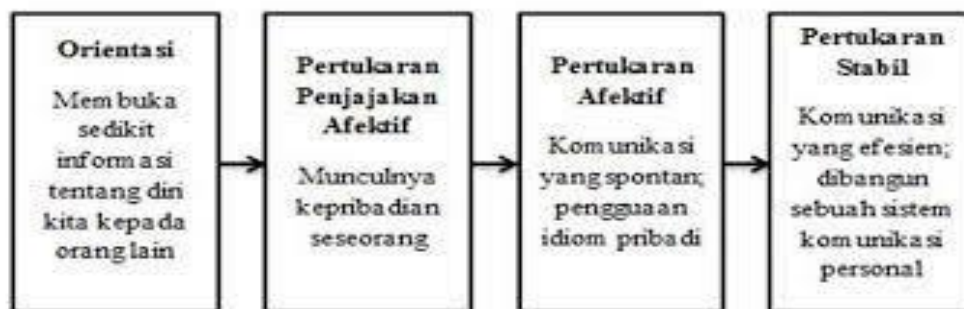 Orientasi
Membuka
sedikit
informasi
tentang diri
kita kepada
orang lain
Pertukaran
Penjajakan
Afektif
Munculnya
kepribadian
seseorang
Pertukaran
Afektif
Komunikasi
yang spontan;
pengguaan
idiom pribadi
Pertukaran
Stabil
Komunikasi
yang efesien;
dibangun
sebuah sistem
komunikasi
personal